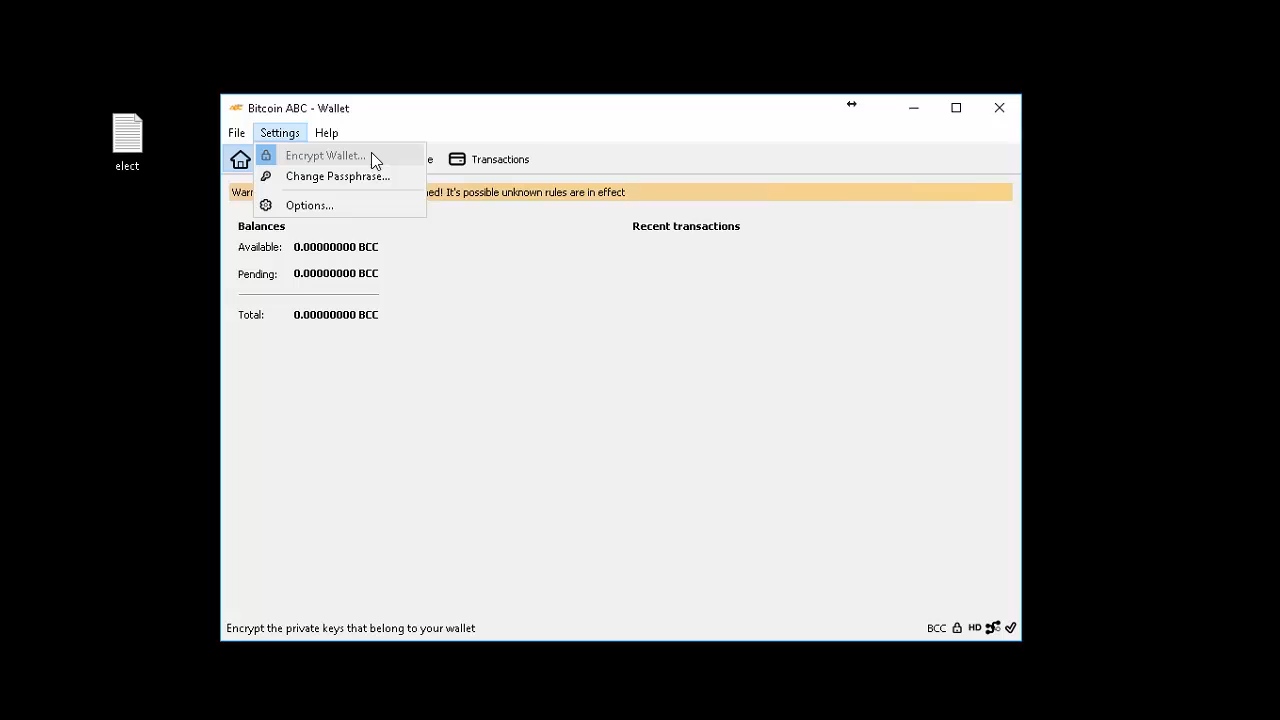 elect
Bitcoin ABC - Wallet
File Settings Help
Encrypt Wallet...
Change Passphrase...
Options...
Transactions
It's possible unknown rules are in effect
Balances
Available: 0.00000000 BCC
Pending: 0.00000000 BCC
Total: 0.00000000 BCC
Recent transactions
Encrypt the private keys that belong to your wallet
BCC HD